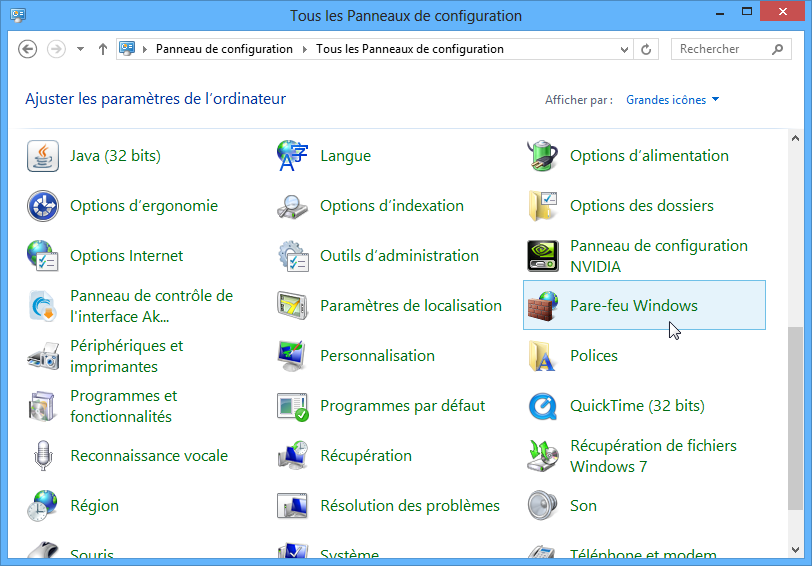 Tous les Panneaux de configuration
Panneau de configuration
Tous les Panneaux de configuration
Rechercher
Ajuster les paramètres de l'ordinateur
Afficher par :
Grandes icônes
Java (32 bits)
Langue
Options d'alimentation
Options d'ergonomie
Options d'indexation
Options des dossiers
Options Internet
Outils d'administration
Panneau de configuration
NVIDIA
Panneau de contrôle de
l'interface Ak...
Paramètres de localisation
Pare-feu Windows
Périphériques et
imprimantes
Personnalisation
Polices
Programmes et
fonctionnalités
Programmes par défaut
QuickTime (32 bits)
Reconnaissance vocale
Récupération
Récupération de fichiers
Windows 7
Région
Résolution des problèmes
Son
Souris
Système
Téléphonie et modem